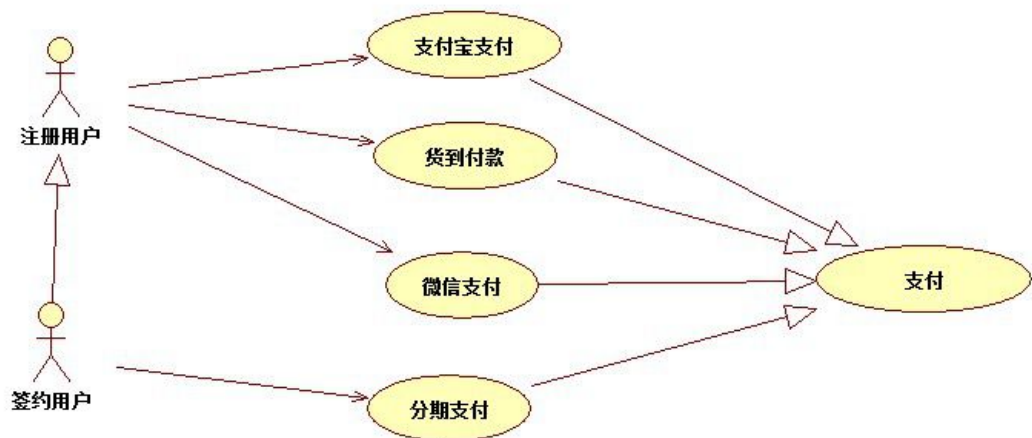 支付宝支付
注册用户
货到付款
微信支付
支付
签约用户
分期支付